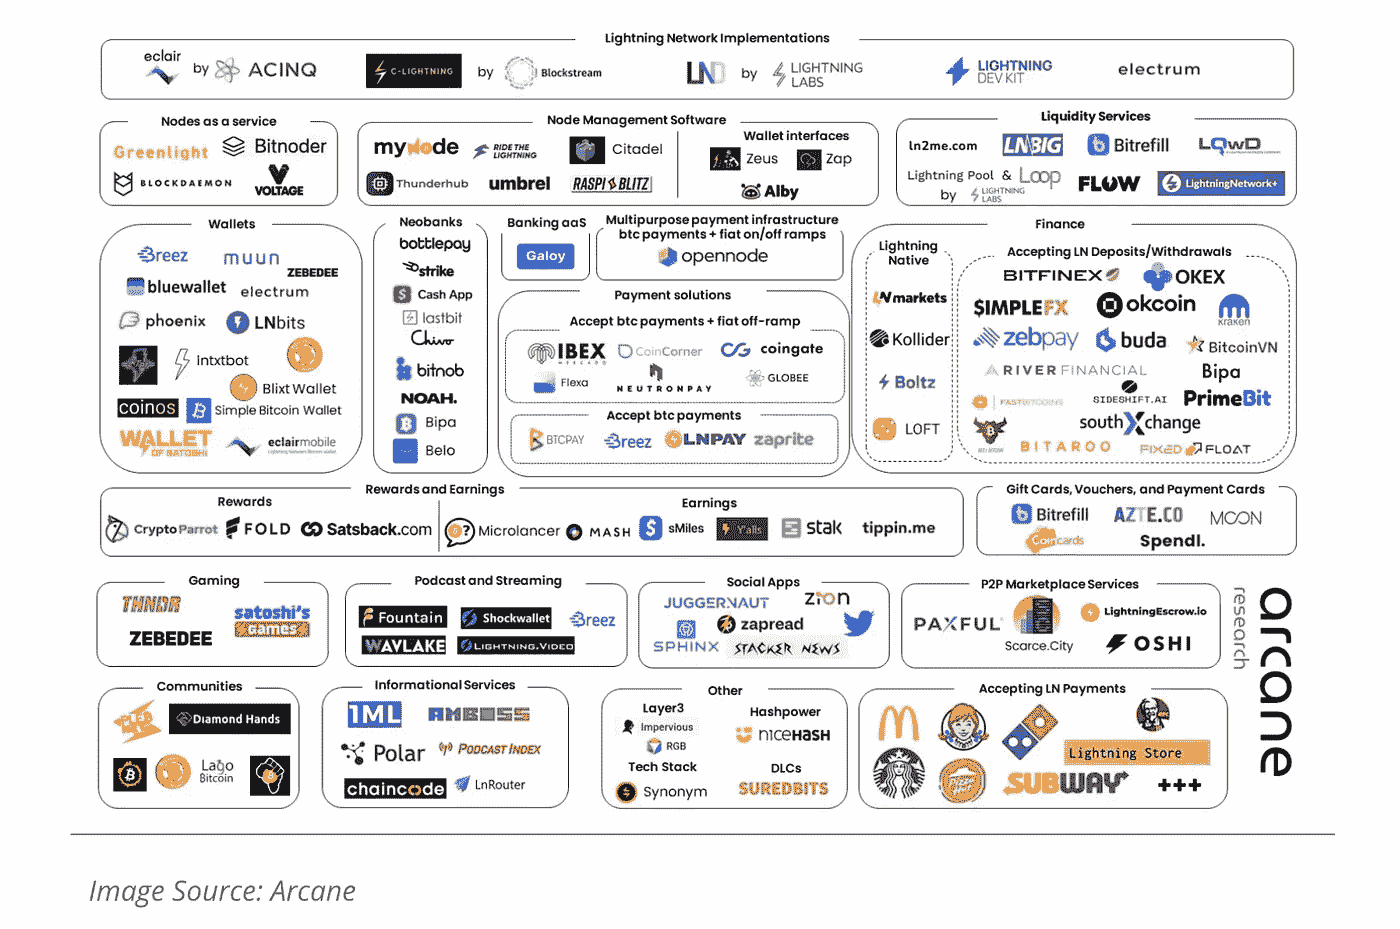 Lightning Network Implementations
eclair by ACINQ
C-LIGHTNING by Blockstream
LND by LIGHTNING LABS
LIGHTNING DEV KIT
electrum
Nodes as a service
Greenlight Bitnoder
BLOCKDAEMON VOLTAGE
Node Management Software
myNode RIDE THE LIGHTNING Citadel
Thunderhub umbrel RASPIBLITZ
Wallet interfaces
Zeus Zap
Alby
Liquidity Services
ln2me.com LNBIG Bitrefill LQwD
Lightning Pool & Loop by LIGHTNING LABS FLOW LightningNetwork+
Wallets
Breez muun
ZEBEDEE
bluewallet electrum
phoenix LNbits
lntxtbot
Blixt Wallet
coinos Simple Bitcoin Wallet
WALLET OF SATOSHI eclairmobile
Neobanks
bottlepay
strike
Cash App
lastbit
Chivo
bitnob
NOAH.
Bipa
Belo
Banking aaS
Galoy
Multipurpose payment infrastructure
btc payments + fiat on/off ramps
opennode
Payment solutions
Accept btc payments + fiat off-ramp
IBEX MERCADO CoinCorner coingate
Flexa NEUTRONPAY GLOBEE
Accept btc payments
BTCPAY Breez LNPAY zaprite
Finance
Lightning
Native
LNmarkets
Kollider
Boltz
LOFT
Accepting LN Deposits/Withdrawals
BITFINEX OKEX
$IMPLEFX okcoin kraken
zebpay buda BitcoinVN
RIVER FINANCIAL Bipa
FASTBITCOINS SIDESHIFT.AI PrimeBit
southXchange
BITAROO FIXED FLOAT
Rewards and Earnings
Rewards
CryptoParrot FOLD Satsback.com
Earnings
Microlancer MASH sMiles Y'alls stak tippin.me
Gift Cards, Vouchers, and Payment Cards
Bitrefill AZTE.CO MOON
Coincards Spendl.
Gaming
THNDR satoshi's games
ZEBEDEE
Podcast and Streaming
Fountain Shockwallet Breez
WAVLAKE LIGHTNING.VIDEO
Social Apps
JUGGERNAUT zion
zapread
SPHINX STACKER NEWS
P2P Marketplace Services
PAXFUL LightningEscrow.io
Scarce.City OSHI
arcane
research
Communities
Diamond Hands
Lago Bitcoin
Informational Services
1ML AMBOSS
Polar PODCAST INDEX
chaincode LnRouter
Other
Layer3
Impervious
RGB
Tech Stack
Synonym
Hashpower
NICEHASH
DLCs
SUREDBITS
Accepting LN Payments
Lightning Store
SUBWAY +++
Image Source: Arcane